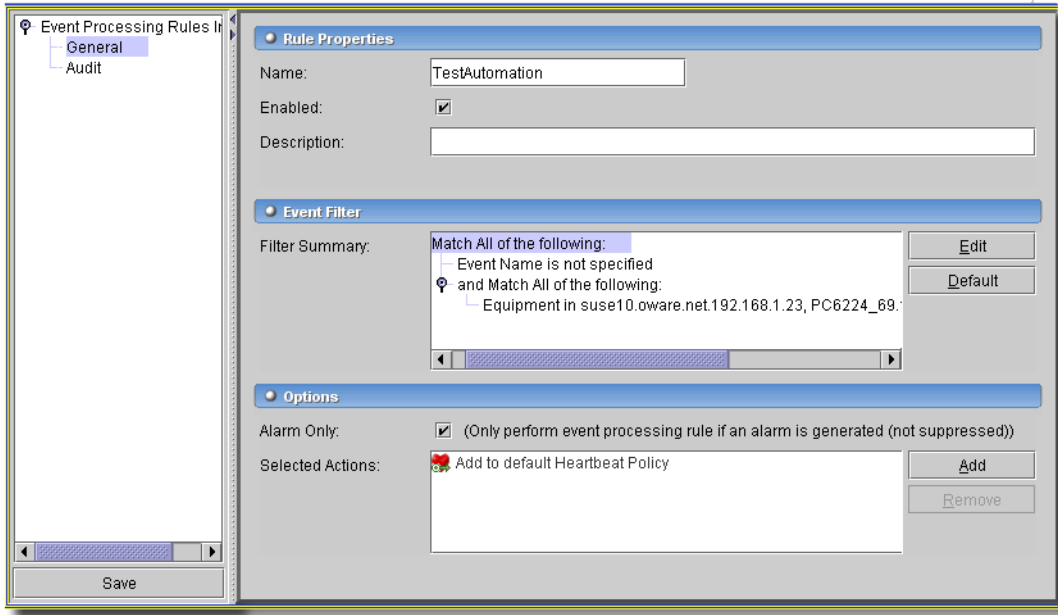 Event Processing Rules
General
Audit
Save
Rule Properties
Name:
TestAutomation
Enabled:
Description:
Event Filter
Filter Summary:
Match All of the following:
Event Name is not specified
and Match All of the following:
Equipment in suse10.oware.net.192.168.1.23, PC6224_69.
Edit
Default
Options
Alarm Only:
(Only perform event processing rule if an alarm is generated (not suppressed))
Selected Actions:
Add to default Heartbeat Policy
Add
Remove